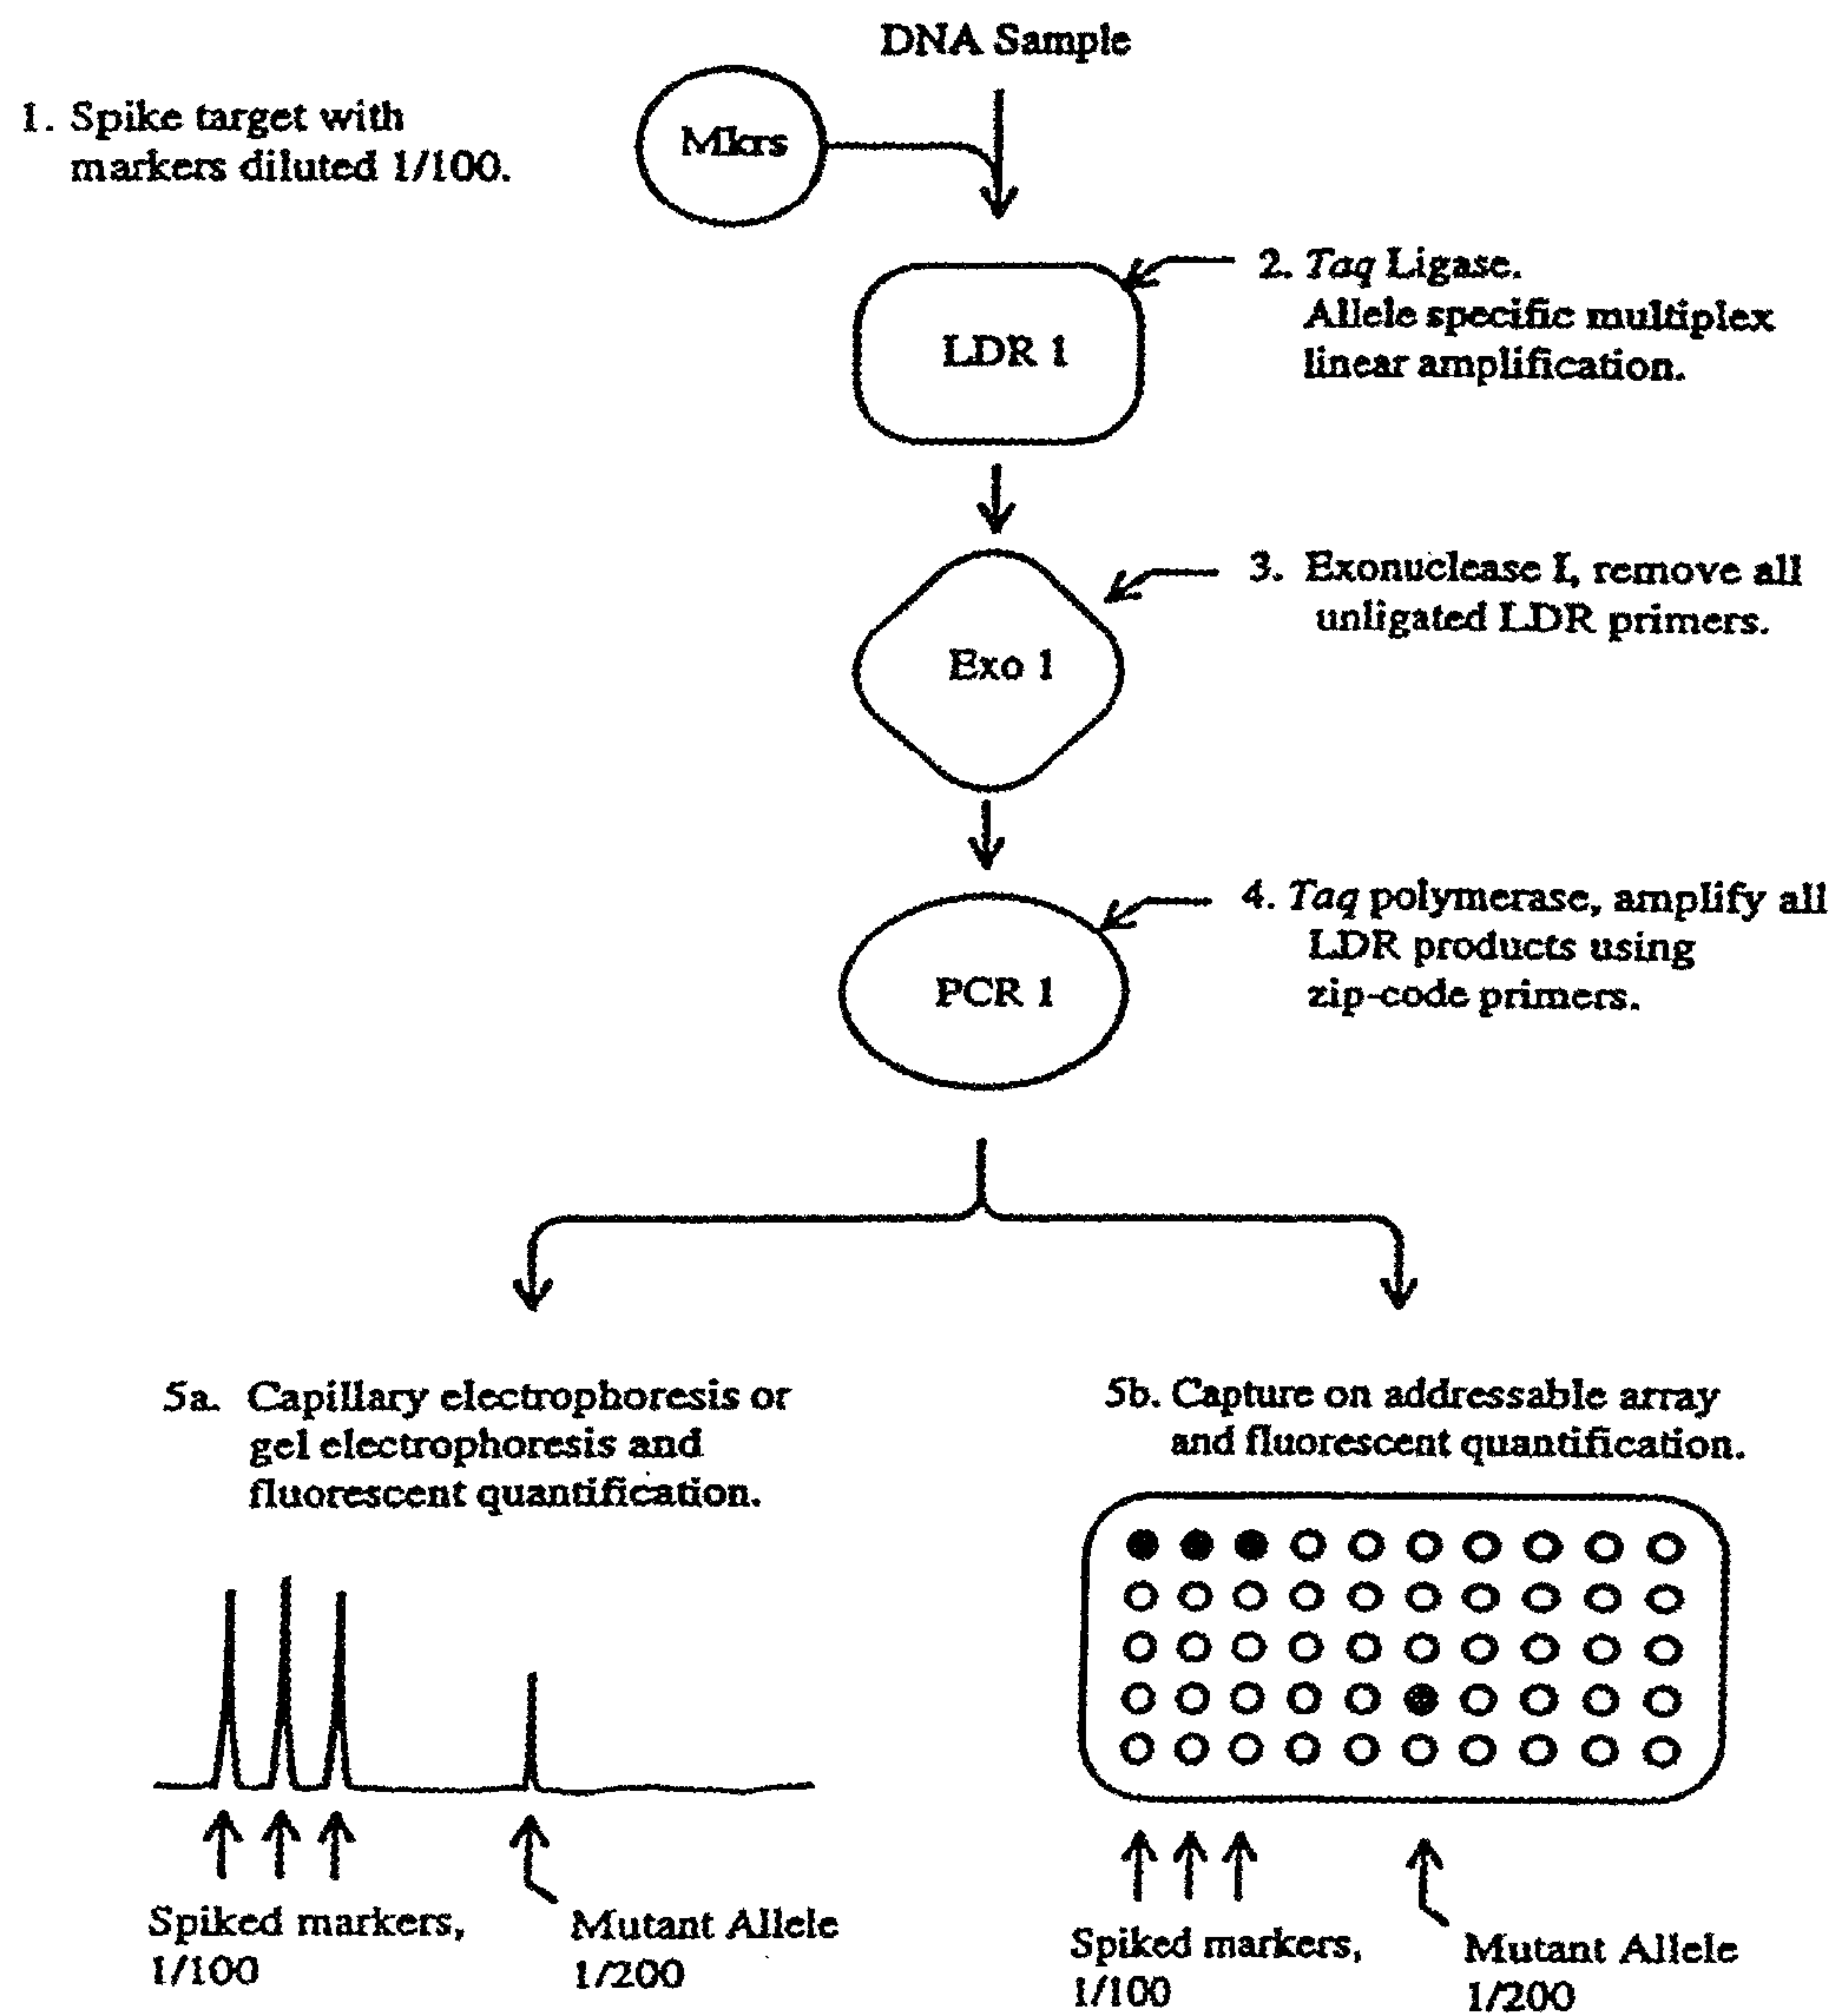 DNA Sample
1. Spike target with
markers diluted 1/100.
Mkrs
2. Taq Ligase.
Allele specific multiplex
linear amplification.
LDR 1
3. Exonuclease I, remove all
unligated LDR primers.
Exo 1
4. Taq polymerase, amplify all
LDR products using
zip-code primers.
PCR 1
5a. Capillary electrophoresis or
gel electrophoresis and
fluorescent quantification.
5b. Capture on addressable array
and fluorescent quantification.
Spiked markers,
1/100
Mutant Allele
1/200
Spiked markers,
1/100
Mutant Allele
1/200